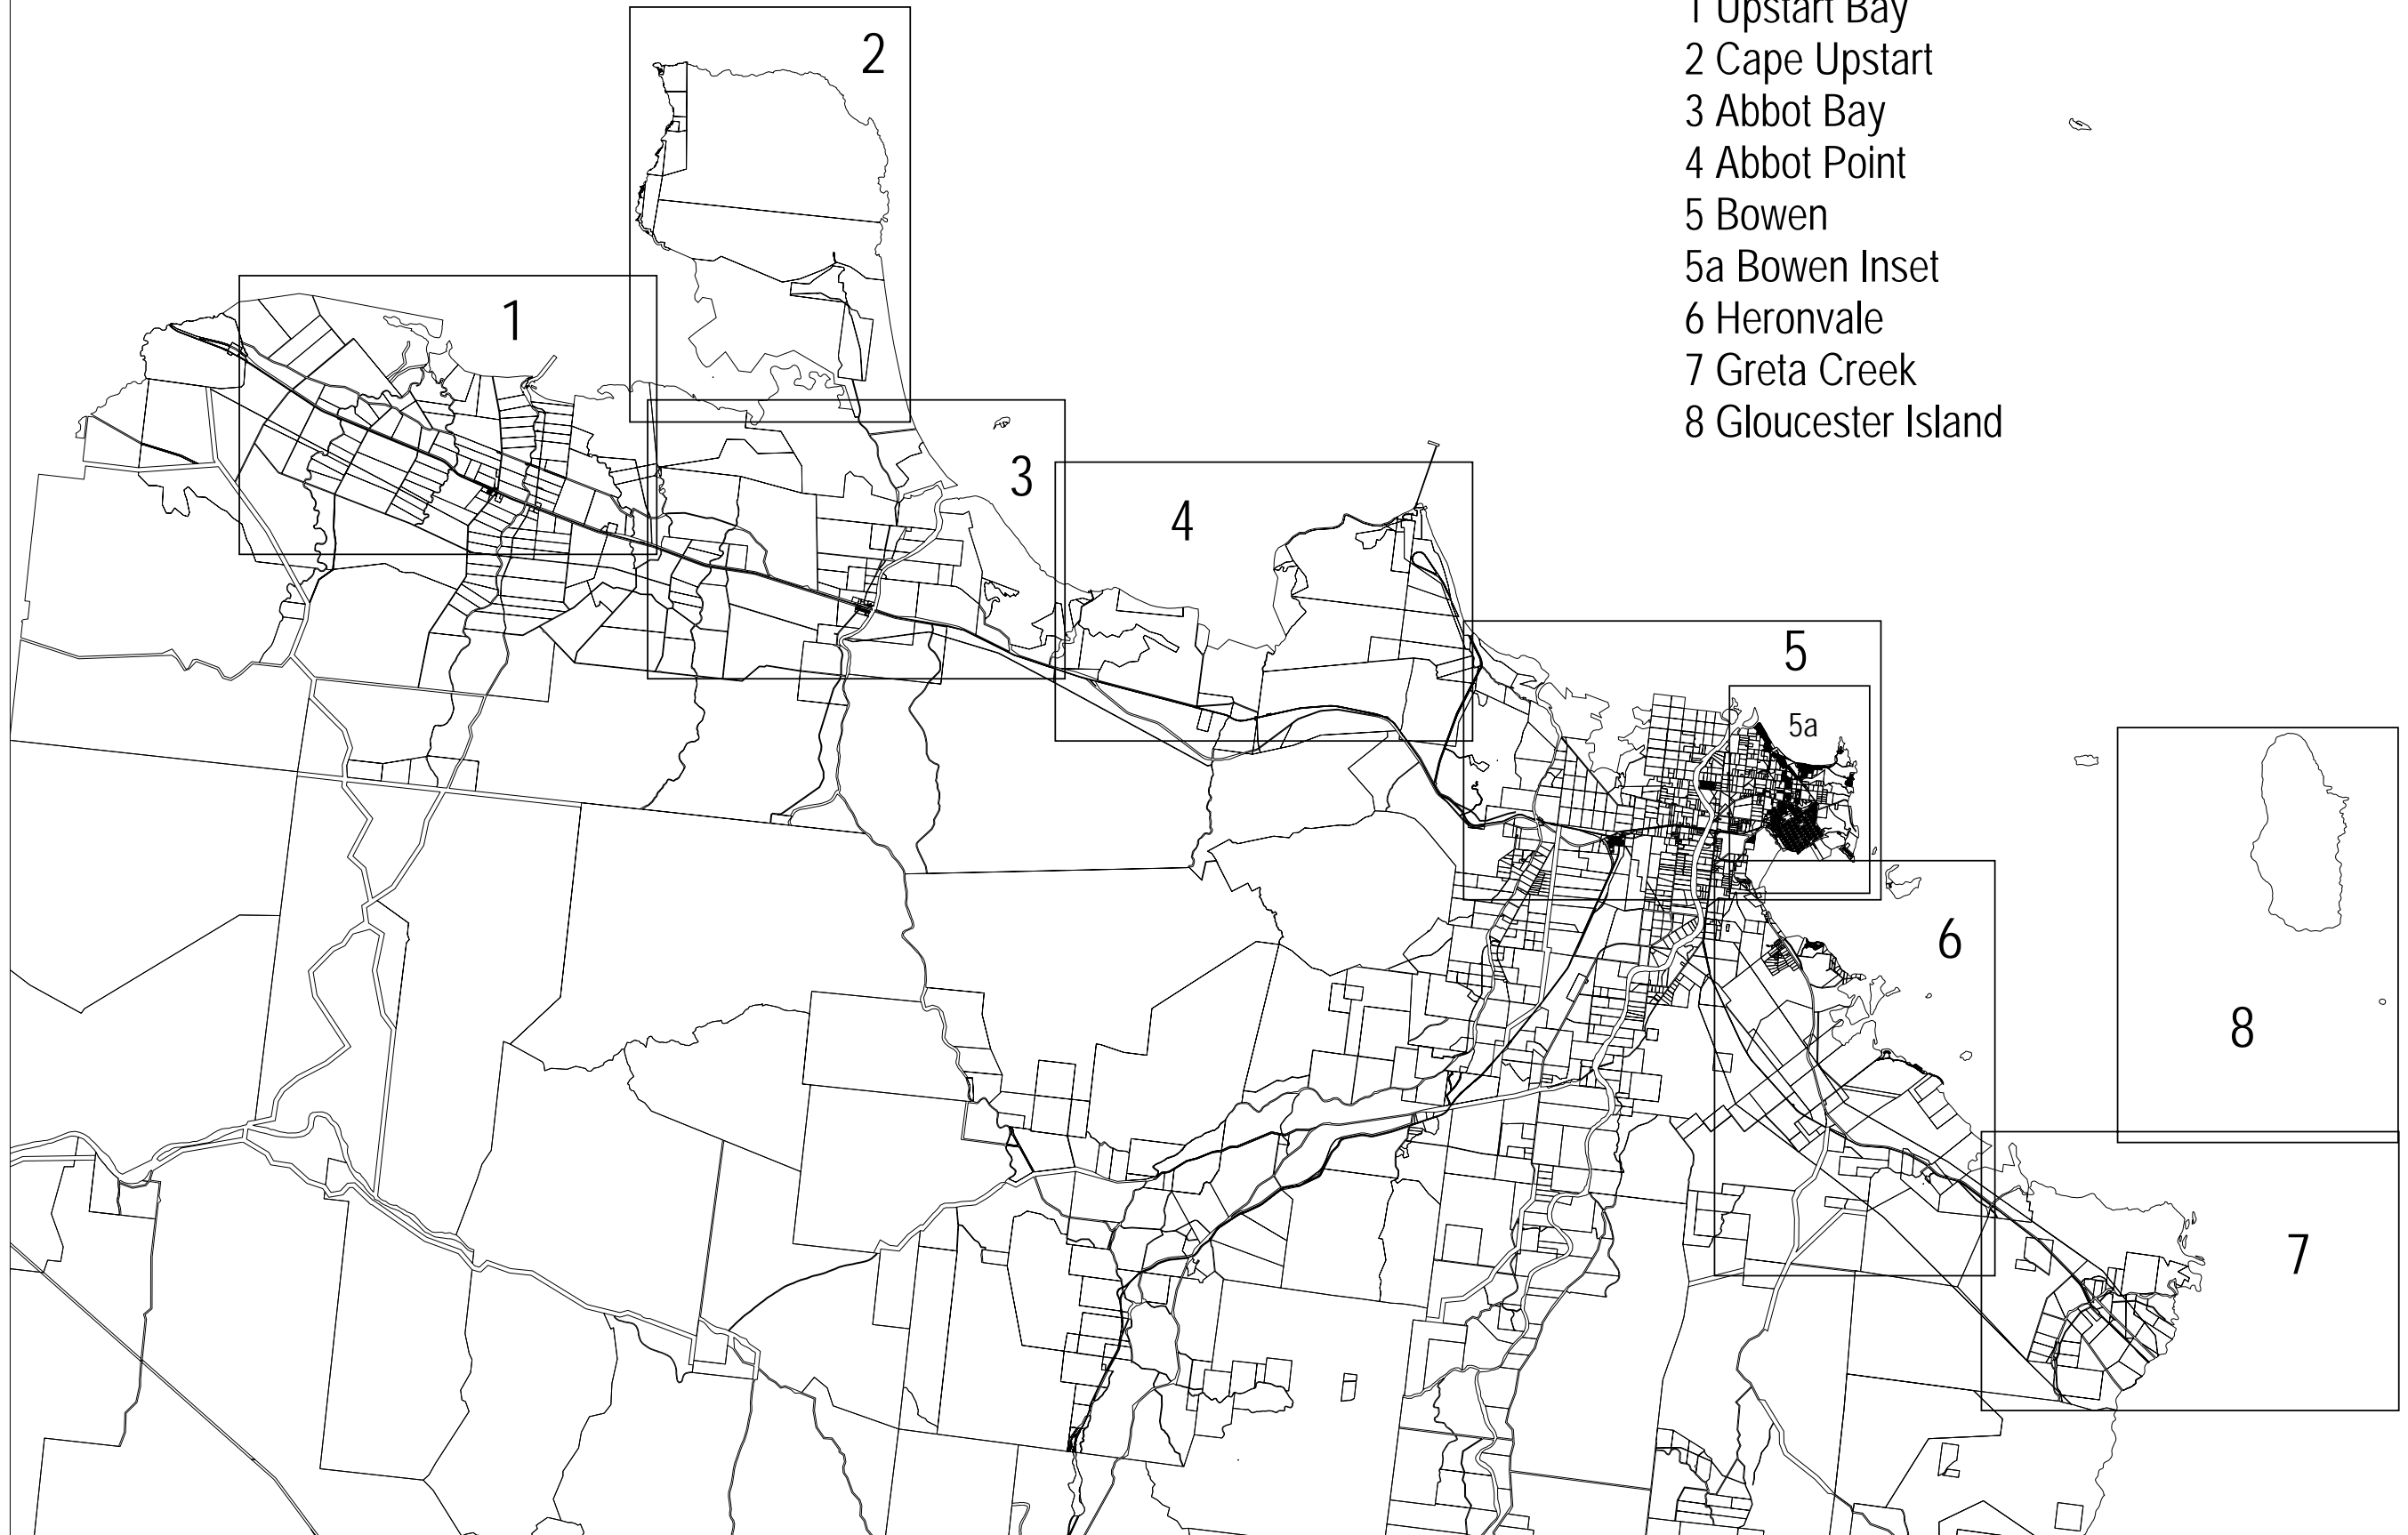 1 Upstart Bay
2 Cape Upstart
3 Abbot Bay
4 Abbot Point
5 Bowen
5a Bowen Inset
6 Heronvale
7 Greta Creek
8 Gloucester Island
2
1
3
4
5
5a
6
8
7